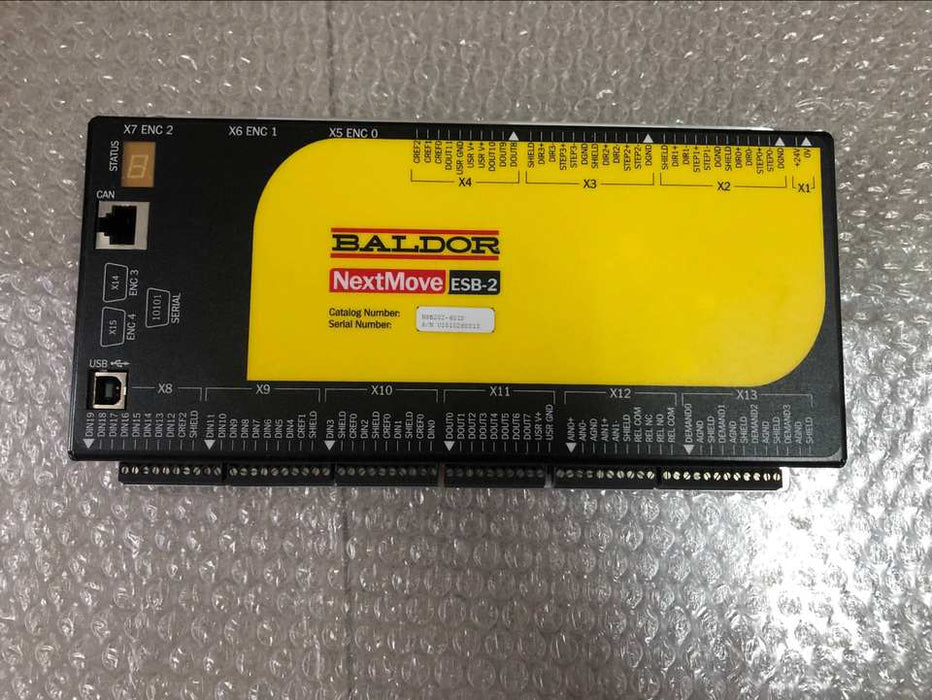 X7 ENC 2
X6 ENC 1
X5 ENC 0
STATUS
CREF2
CREF1
CREF0
DOUT11
USR GND
USR V+
USR V+
DOUT10
DOUT9
DOUT8
X4
SHIELD
DIR3+
DIR3-
STEP3+
STEP3-
DGND
SHIELD
DIR2+
DIR2-
STEP2+
STEP2-
DGND
X3
SHIELD
DIR1+
DIR1-
STEP1+
STEP1-
DGND
SHIELD
DIR0+
DIR0-
STEP0+
STEP0-
DGND
X2
+24V
0V
X1
CAN
BALDOR
NextMove ESB-2
Catalog Number:
Serial Number:
X14
ENC 3
X15
ENC 4
10101
SERIAL
USB
X8
X9
X10
X11
X12
X13
DIN19
DIN18
DIN17
DIN16
DIN15
DIN14
DIN13
DIN12
CREF2
SHIELD
DIN11
DIN10
DIN9
DIN8
DIN7
DIN6
DIN5
DIN4
CREF1
SHIELD
DIN3
SHIELD
CREF0
DIN2
SHIELD
CREF0
DIN1
SHIELD
CREF0
DIN0
DOUT0
DOUT1
DOUT2
DOUT3
DOUT4
DOUT5
DOUT6
DOUT7
USR V+
USR GND
AIN0+
AIN0-
AGND
AIN1+
AIN1-
SHIELD
REL COM
REL NC
REL NO
REL COM
DEMAND0
AGND
SHIELD
DEMAND1
AGND
SHIELD
DEMAND2
AGND
SHIELD
DEMAND3
AGND
SHIELD